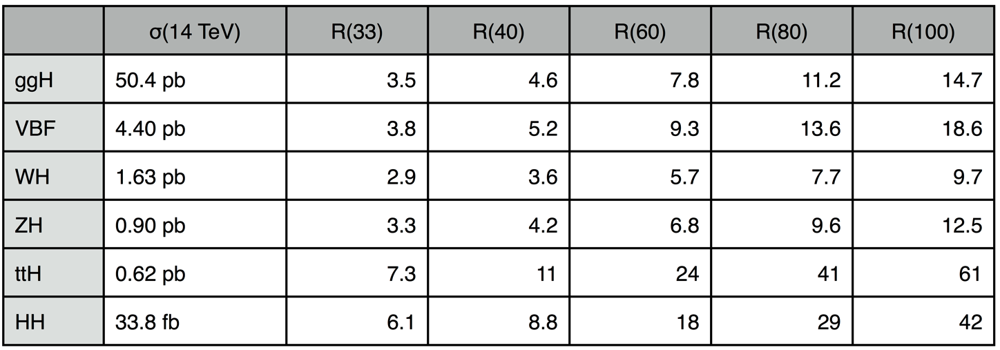 σ(14 TeV) R(33) R(40) R(60) R(80) R(100)
ggH 50.4 pb 3.5 4.6 7.8 11.2 14.7
VBF 4.40 pb 3.8 5.2 9.3 13.6 18.6
WH 1.63 pb 2.9 3.6 5.7 7.7 9.7
ZH 0.90 pb 3.3 4.2 6.8 9.6 12.5
ttH 0.62 pb 7.3 11 24 41 61
HH 33.8 fb 6.1 8.8 18 29 42